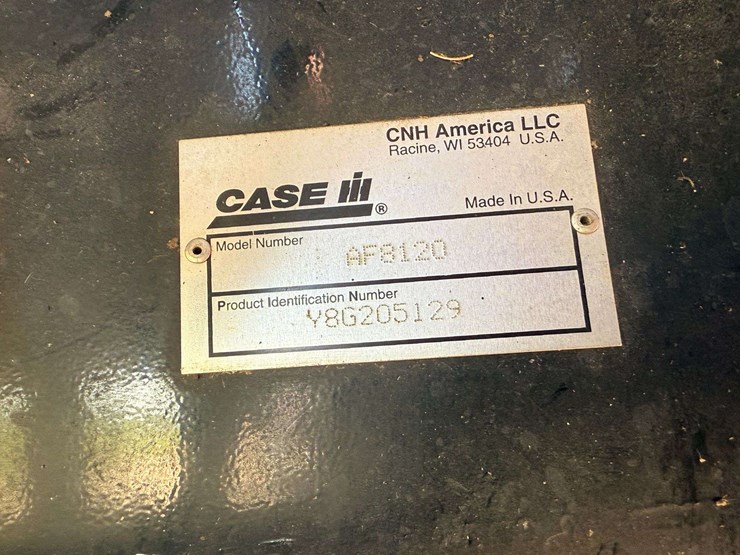 CNH America LLC
Racine, WI 53404 U.S.A.
CASE IH ®
Made In U.S.A.
Model Number
AF8120
Product Identification Number
Y8G205129